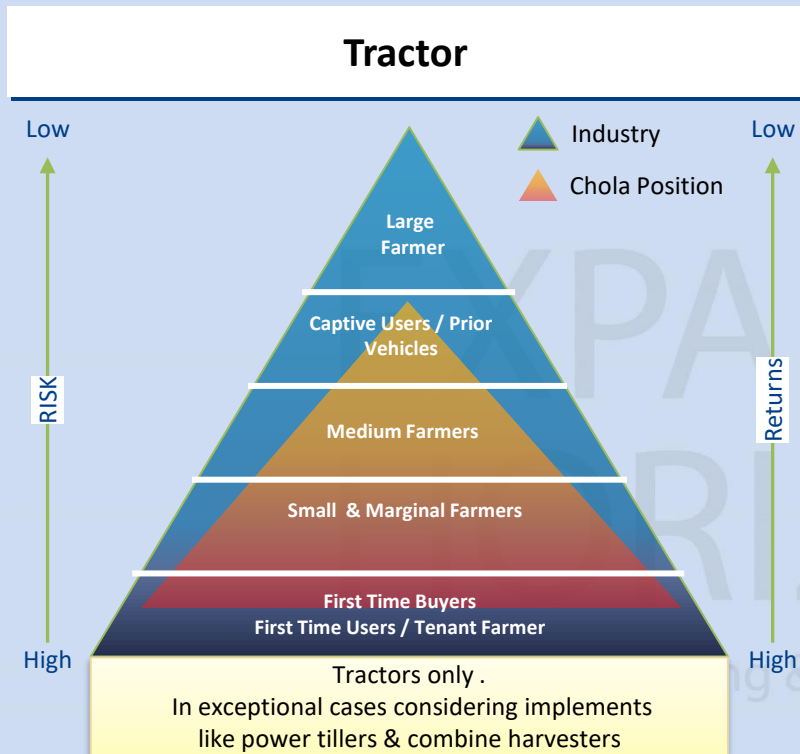 Tractor
Low
Industry
Low
Chola Position
Large
Farmer
Captive Users / Prior
Vehicles
RISK
Returns
Medium Farmers
Small & Marginal Farmers
First Time Buyers
First Time Users / Tenant Farmer
High
High
Tractors only .
In exceptional cases considering implements
like power tillers & combine harvesters